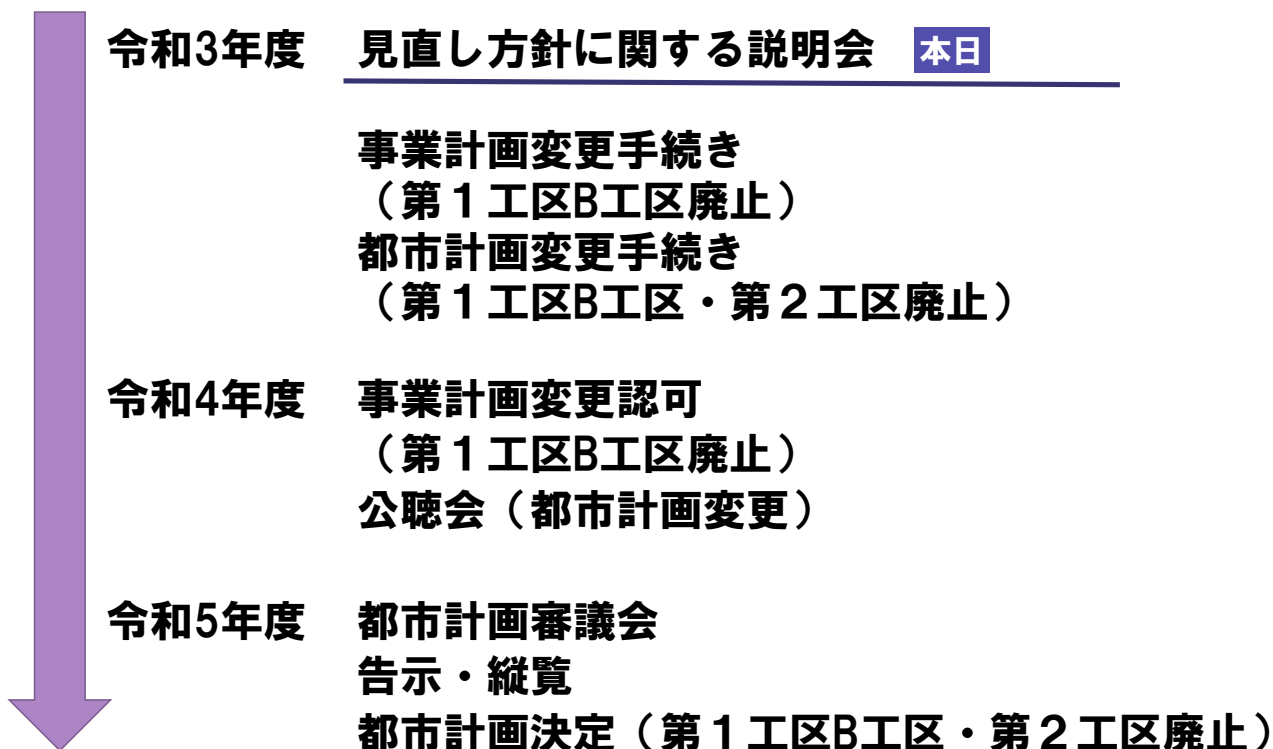 令和3年度 見直し方針に関する説明会 本日
事業計画変更手続き
（第１工区B工区廃止）
都市計画変更手続き
（第１工区B工区・第２工区廃止）
令和4年度 事業計画変更認可
（第１工区B工区廃止）
公聴会（都市計画変更）
令和5年度 都市計画審議会
告示・縦覧
都市計画決定（第１工区B工区・第２工区廃止）